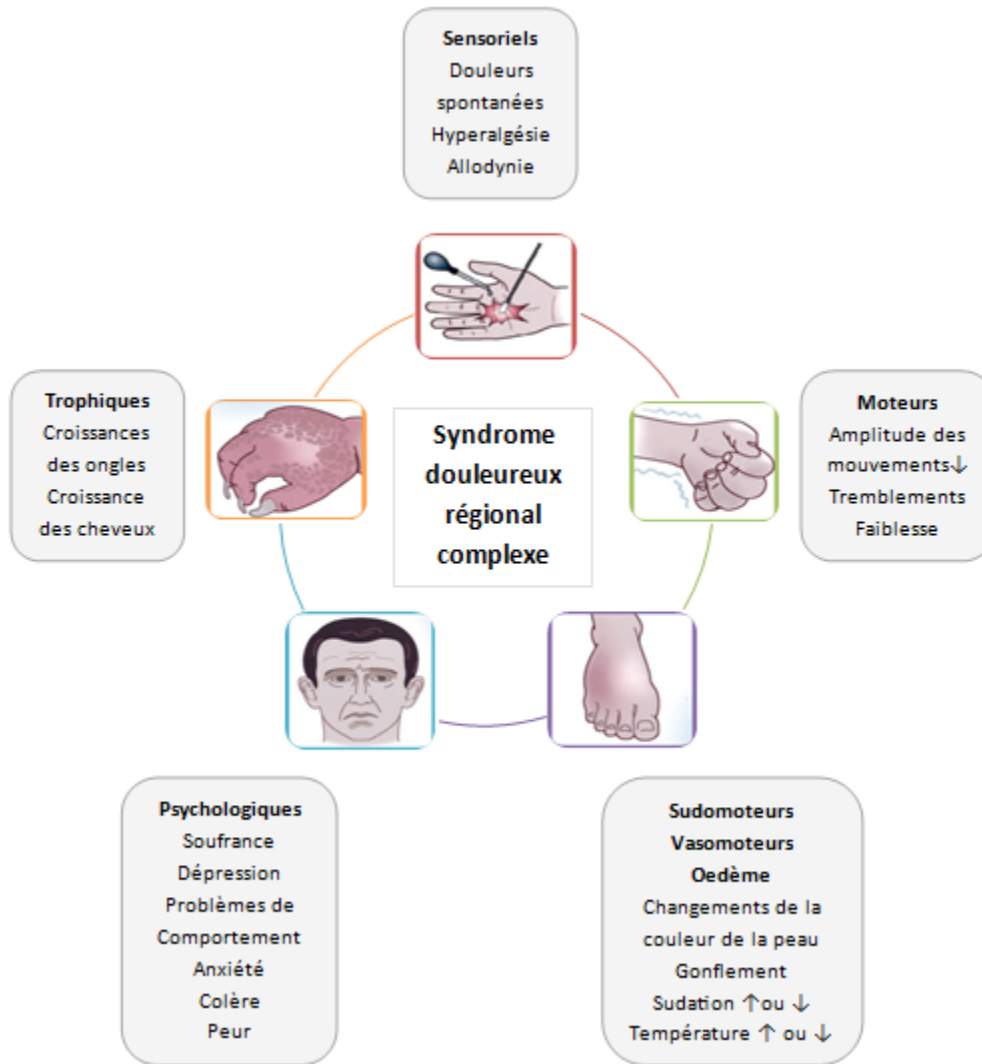 Sensoriels
Douleurs
spontanées
Hyperalgésie
Allodynie
Trophiques
Croissances
des ongles
Croissance
des cheveux
Syndrome
douleureux
régional
complexe
Moteurs
Amplitude des
mouvements↓
Tremblements
Faiblesse
Psychologiques
Soufrance
Dépression
Problèmes de
Comportement
Anxiété
Colère
Peur
Sudomoteurs
Vasomoteurs
Oedème
Changements de la
couleur de la peau
Gonflement
Sudation ↑ou ↓
Température ↑ ou ↓